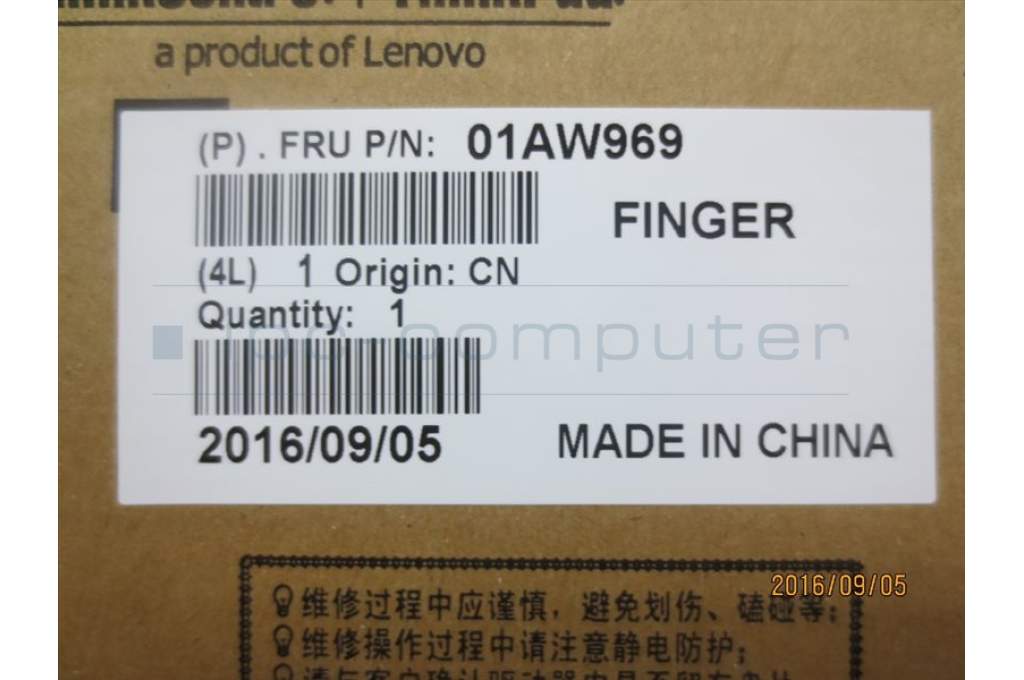 a product of Lenovo
(P) . FRU P/N: 01AW969
FINGER
(4L) 1 Origin: CN
Quantity: 1
computer
2016/09/05
MADE IN CHINA
2016/09/05
维修过程中应谨慎，避免划伤、磕碰等；
维修操作过程中请注意静电防护；